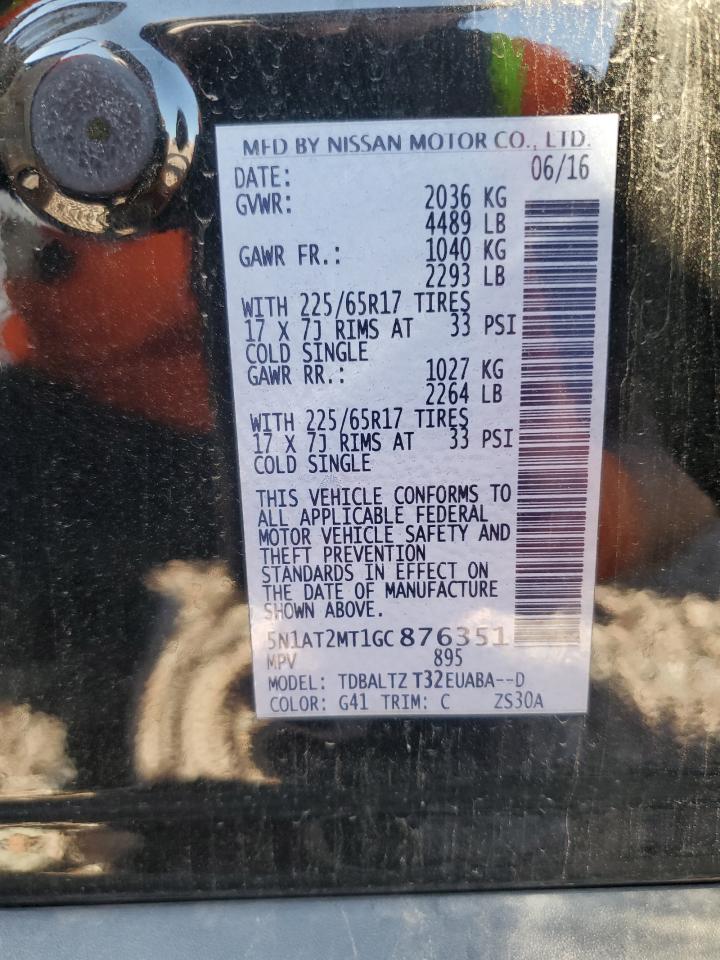 MFD BY NISSAN MOTOR CO., LTD.
DATE: 06/16
GVWR: 2036 KG
4489 LB
GAWR FR.: 1040 KG
2293 LB
WITH 225/65R17 TIRES
17 X 7J RIMS AT 33 PSI
COLD SINGLE
GAWR RR.: 1027 KG
2264 LB
WITH 225/65R17 TIRES
17 X 7J RIMS AT 33 PSI
COLD SINGLE
THIS VEHICLE CONFORMS TO
ALL APPLICABLE FEDERAL
MOTOR VEHICLE SAFETY AND
THEFT PREVENTION
STANDARDS IN EFFECT ON
THE DATE OF MANUFACTURE
SHOWN ABOVE.
5N1AT2MT1GC876351
MPV 895
MODEL: TDBALTZ T32EUABA--D
COLOR: G41 TRIM: C ZS30A